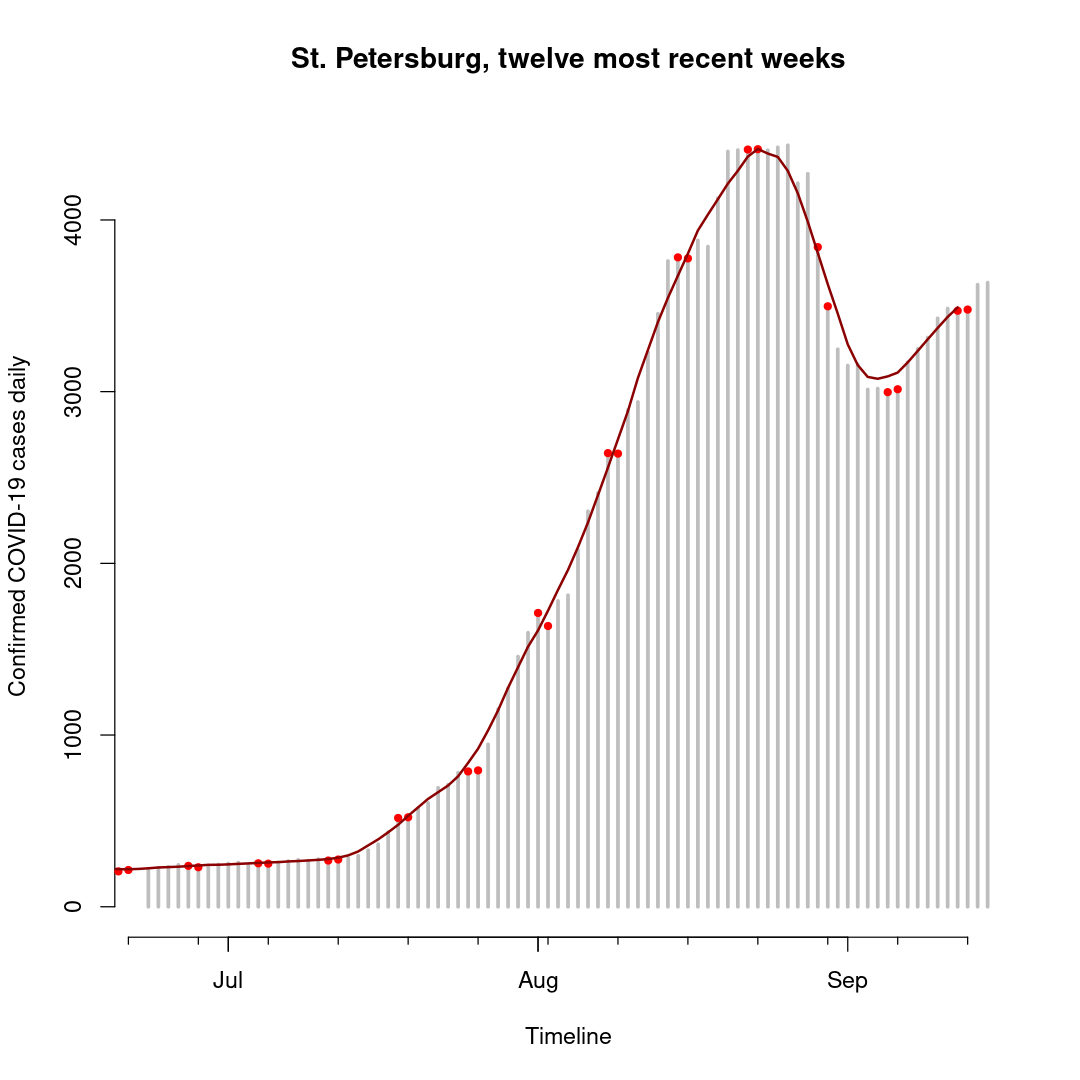 St. Petersburg, twelve most recent weeks
Confirmed COVID-19 cases daily
4000
3000
2000
1000
0
Jul Aug Sep
Timeline